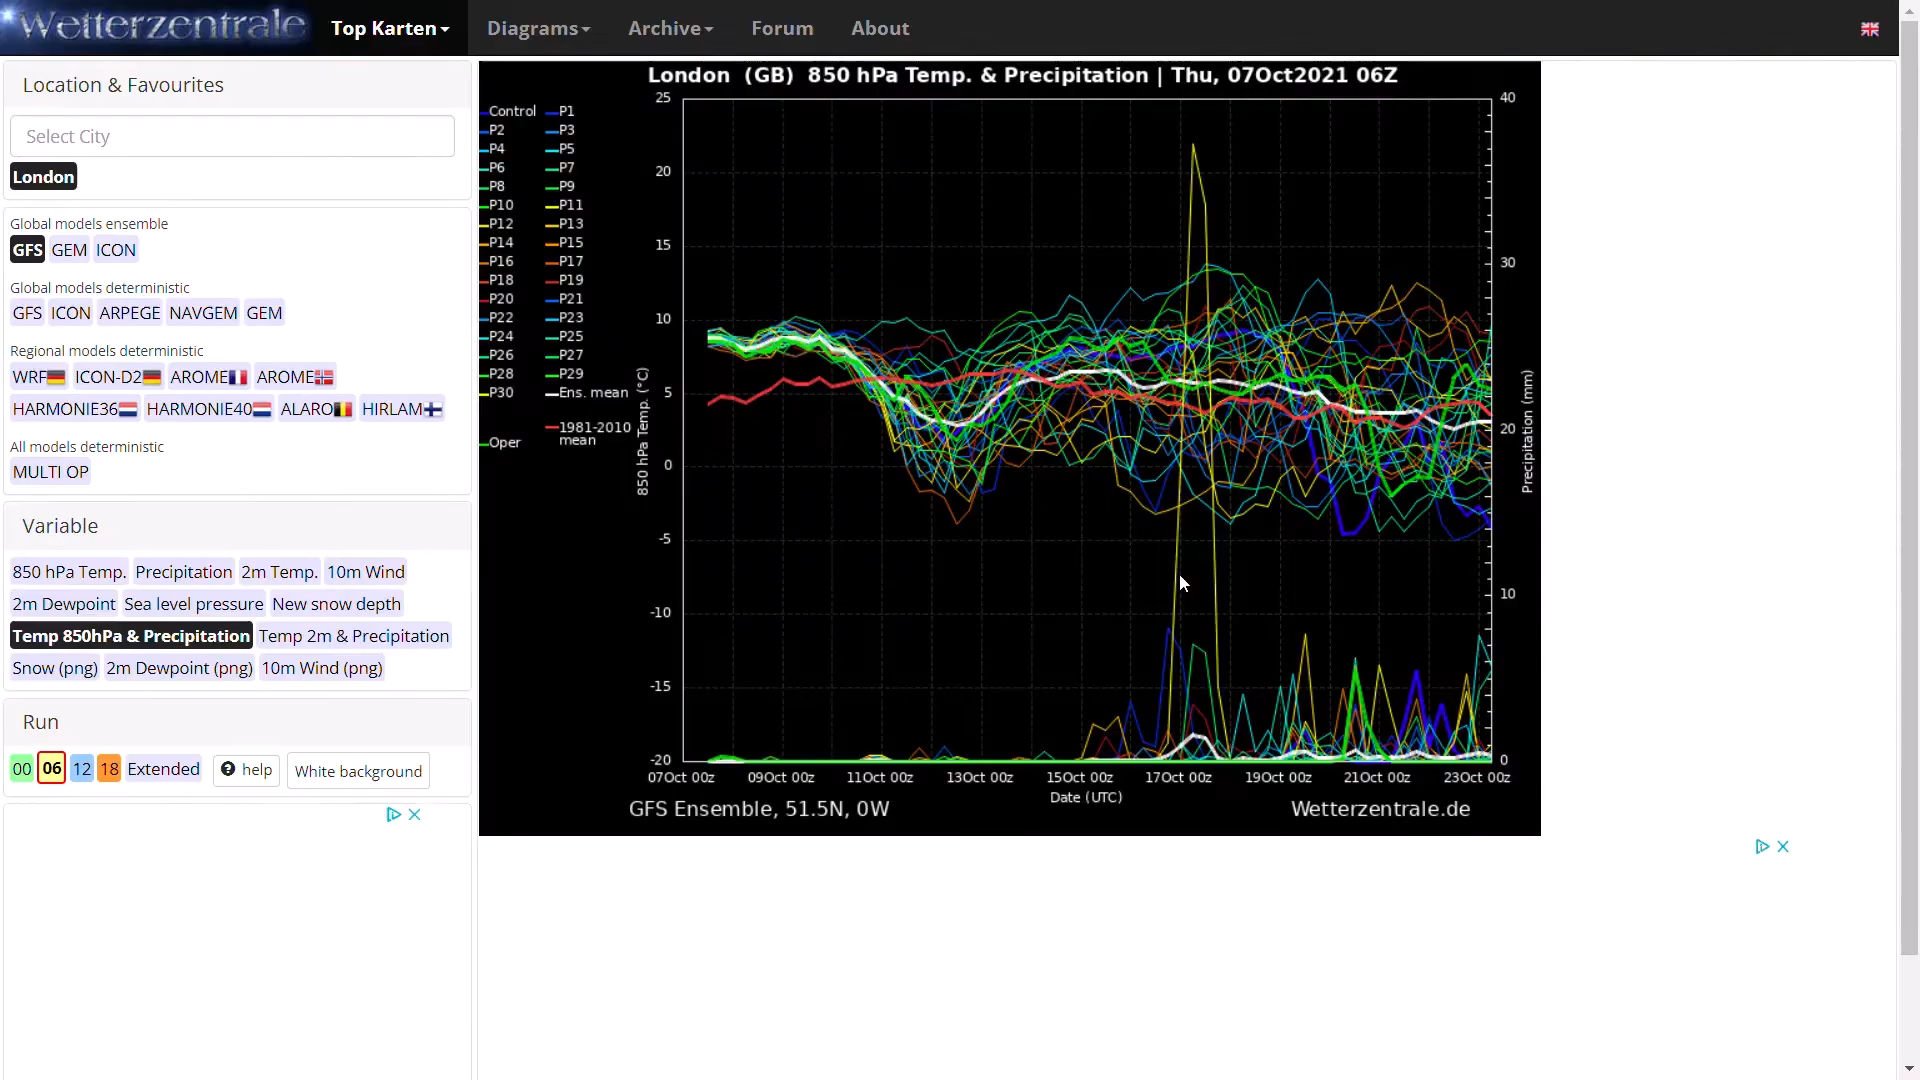 Wetterzentrale
Top Karten
Diagrams
Archive
Forum
About
Location & Favourites
Select City
London
Global models ensemble
GFS GEM ICON
Global models deterministic
GFS ICON ARPEGE NAVGEM GEM
Regional models deterministic
WRF ICON-D2 AROME AROME
HARMONIE36 HARMONIE40 ALARO HIRLAM
All models deterministic
MULTI OP
Variable
850 hPa Temp. Precipitation 2m Temp. 10m Wind
2m Dewpoint Sea level pressure New snow depth
Temp 850hPa & Precipitation Temp 2m & Precipitation
Snow (png) 2m Dewpoint (png) 10m Wind (png)
Run
00 06 12 18 Extended help White background
London (GB) 850 hPa Temp. & Precipitation | Thu, 07Oct2021 06Z
Control P1
P2 P3
P4 P5
P6 P7
P8 P9
P10 P11
P12 P13
P14 P15
P16 P17
P18 P19
P20 P21
P22 P23
P24 P25
P26 P27
P28 P29
P30 Ens. mean
Oper 1981-2010
mean
850 hPa Temp. (°C)
25
20
15
10
5
0
-5
-10
-15
-20
40
30
20
10
0
Precipitation (mm)
07Oct 00z 09Oct 00z 11Oct 00z 13Oct 00z 15Oct 00z 17Oct 00z 19Oct 00z 21Oct 00z 23Oct 00z
Date (UTC)
GFS Ensemble, 51.5N, 0W
Wetterzentrale.de